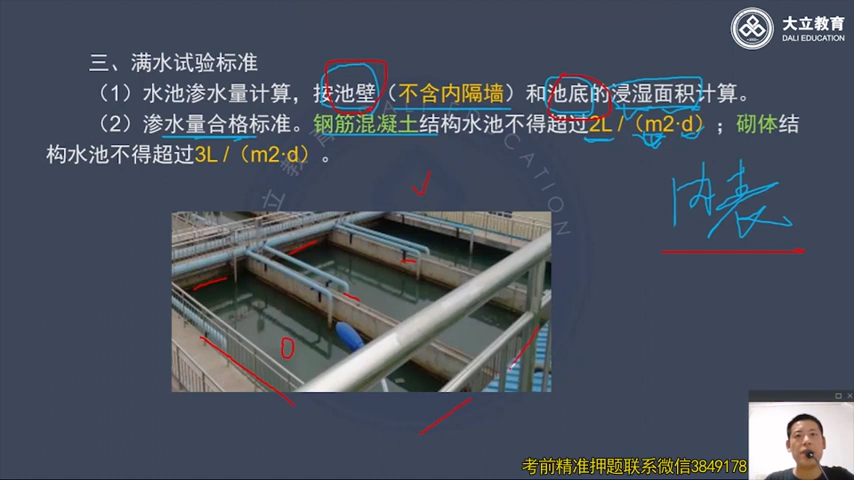 大立教育
DALI EDUCATION
三、满水试验标准
（1）水池渗水量计算，按池壁（不含内隔墙）和池底的浸湿面积计算。
（2）渗水量合格标准。钢筋混凝土结构水池不得超过2L /（m2·d）；砌体结
构水池不得超过3L /（m2·d）。
内表
考前精准押题联系微信3849178